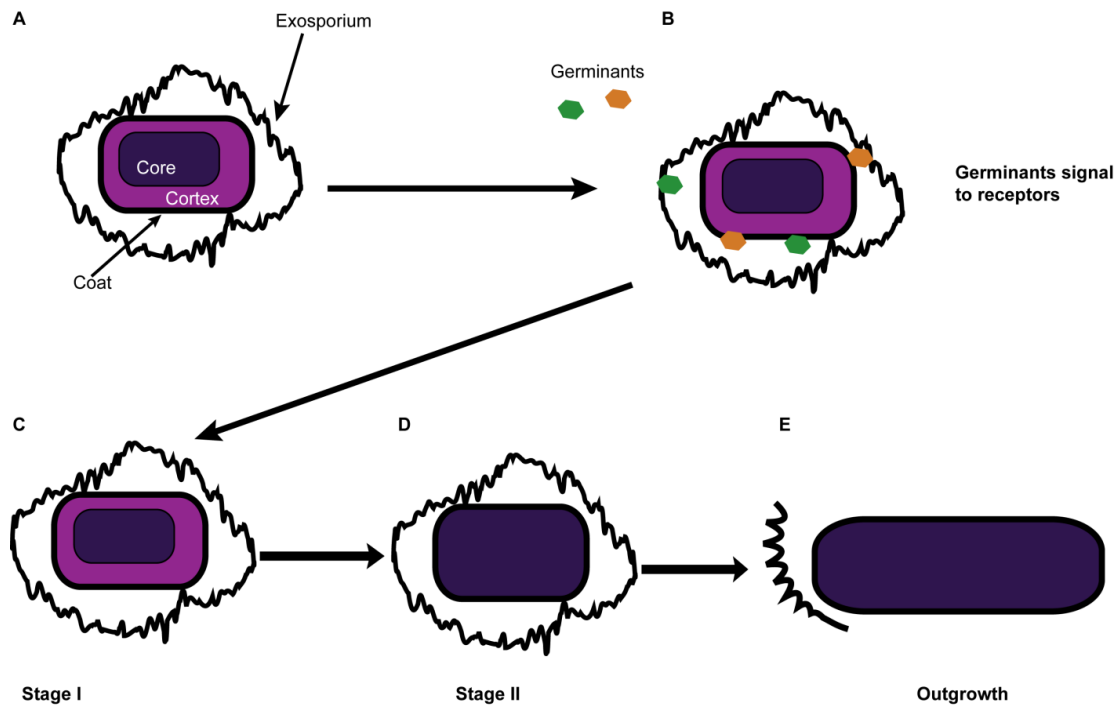 A
Exosporium
B
Germinants
Core
Cortex
Germinants signal
to receptors
Coat
C
D
E
Stage I
Stage II
Outgrowth